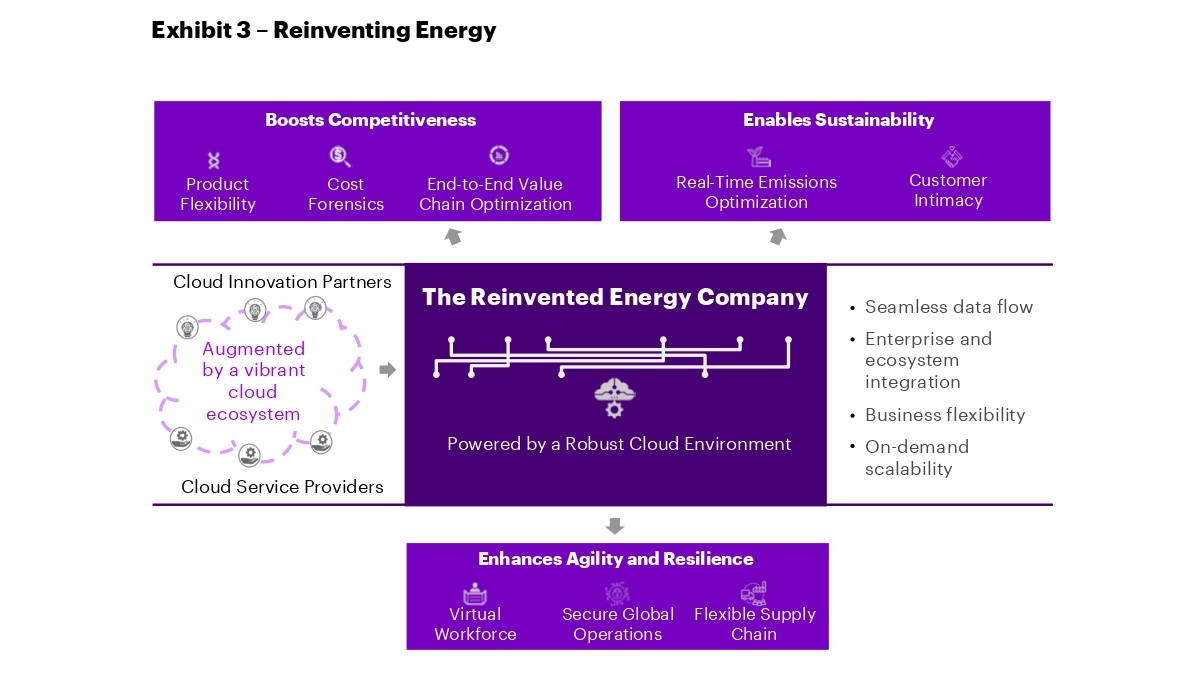 Exhibit 3 – Reinventing Energy
Boosts Competitiveness
Product
Flexibility
Cost
Forensics
End-to-End Value
Chain Optimization
Enables Sustainability
Real-Time Emissions
Optimization
Customer
Intimacy
Cloud Innovation Partners
Augmented
by a vibrant
cloud
ecosystem
Cloud Service Providers
The Reinvented Energy Company
Powered by a Robust Cloud Environment
• Seamless data flow
• Enterprise and
ecosystem
integration
• Business flexibility
• On-demand
scalability
Enhances Agility and Resilience
Virtual
Workforce
Secure Global
Operations
Flexible Supply
Chain